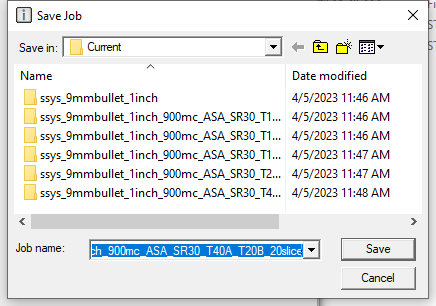 Save Job
Save in: Current
Name Date modified
ssys_9mmbullet_1inch 4/5/2023 11:46 AM
ssys_9mmbullet_1inch_900mc_ASA_SR30_T1... 4/5/2023 11:46 AM
ssys_9mmbullet_1inch_900mc_ASA_SR30_T1... 4/5/2023 11:46 AM
ssys_9mmbullet_1inch_900mc_ASA_SR30_T1... 4/5/2023 11:47 AM
ssys_9mmbullet_1inch_900mc_ASA_SR30_T2... 4/5/2023 11:47 AM
ssys_9mmbullet_1inch_900mc_ASA_SR30_T4... 4/5/2023 11:48 AM
Job name: ch_900mc_ASA_SR30_T40A_T20B_20slice Save
Cancel